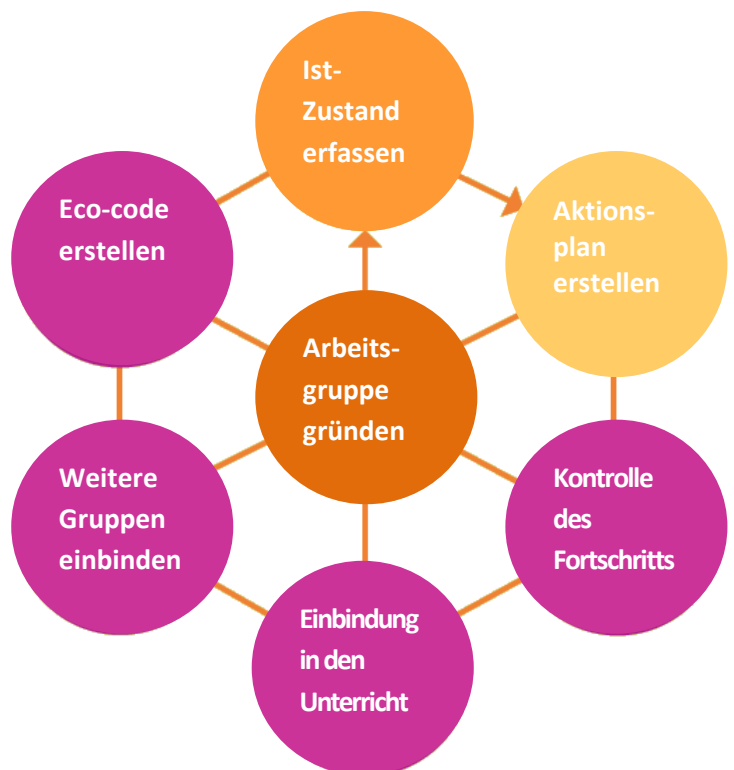 Ist-
Zustand
erfassen
Eco-code
erstellen
Aktions-
plan
erstellen
Arbeits-
gruppe
gründen
Weitere
Gruppen
einbinden
Kontrolle
des
Fortschritts
Einbindung
in den
Unterricht